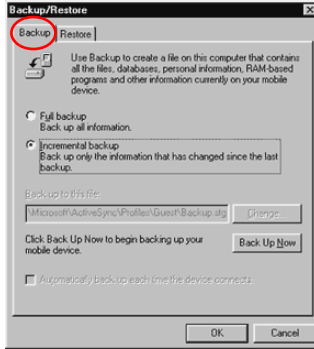 Backup/Restore
Backup Restore
Use Backup to create a file on this computer that contains
all the files, databases, personal information, RAM-based
programs and other information currently on your mobile
device.
Full backup
Back up all information.
Incremental backup
Back up only the information that has changed since the last
backup.
Back up to this file:
\Microsoft\ActiveSync\Profiles\Guest\Backup.stg Change...
Click Back Up Now to begin backing up your
mobile device.
Back Up Now
Automatically back up each time the device connects.
OK Cancel